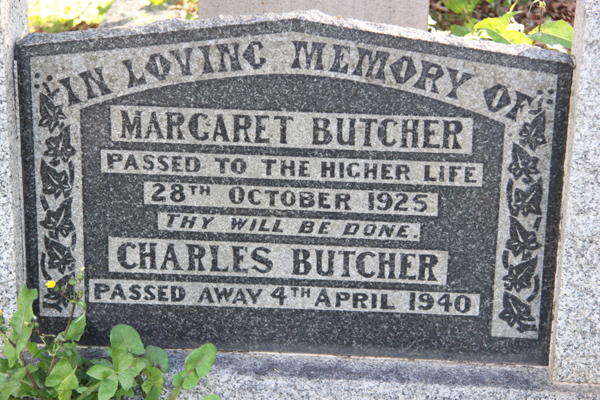 IN LOVING MEMORY OF
MARGARET BUTCHER
PASSED TO THE HIGHER LIFE
28TH OCTOBER 1925
THY WILL BE DONE.
CHARLES BUTCHER
PASSED AWAY 4TH APRIL 1940